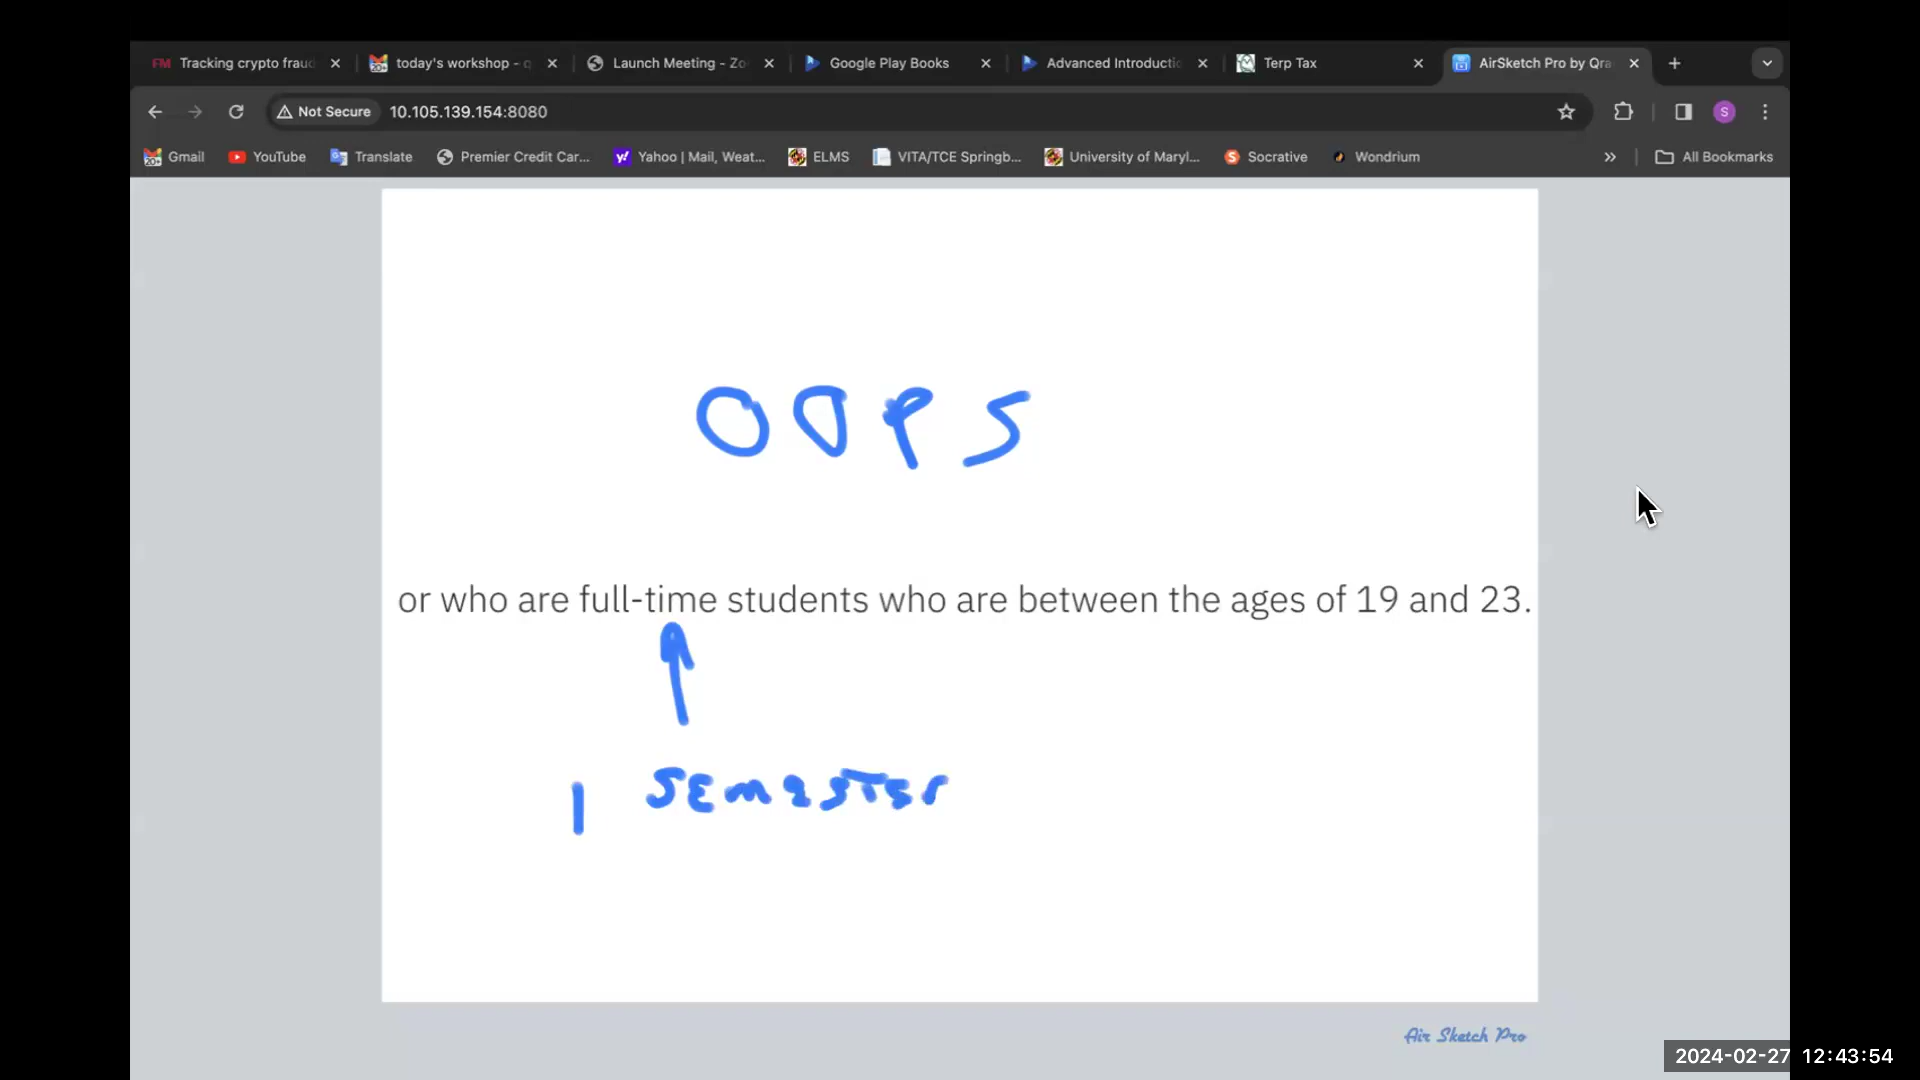 FM Tracking crypto fraud
today's workshop - q
Launch Meeting - Zo
Google Play Books
Advanced Introductio
Terp Tax
AirSketch Pro by Qra
Not Secure 10.105.139.154:8080
S
Gmail YouTube Translate Premier Credit Car... Yahoo | Mail, Weat... ELMS VITA/TCE Springb... University of Maryl... Socrative Wondrium » All Bookmarks
OOPS
or who are full-time students who are between the ages of 19 and 23.
1 SEMESTER
Air Sketch Pro
2024-02-27 12:43:54